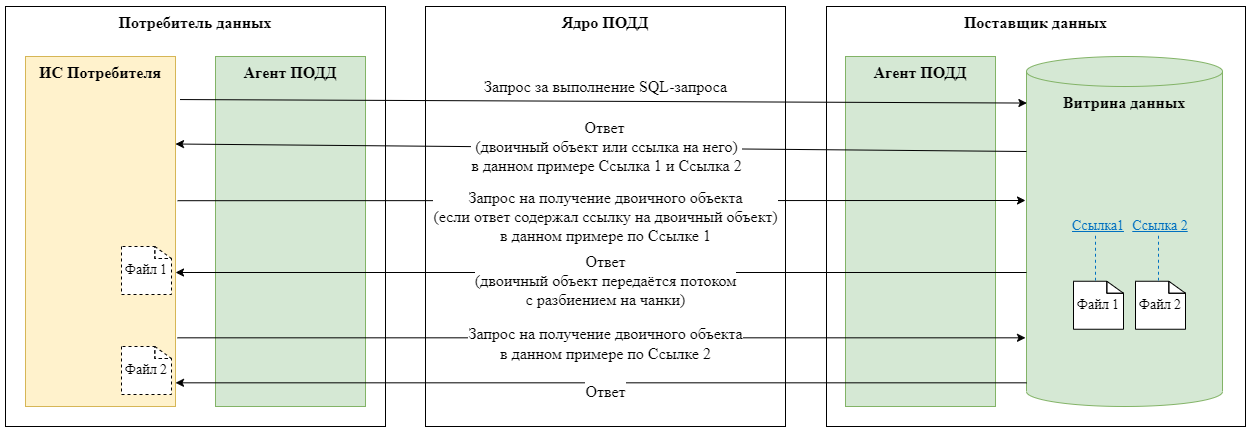 Потребитель данных
Ядро ПОДД
Поставщик данных
ИС Потребителя
Агент ПОДД
Агент ПОДД
Витрина данных
Запрос за выполнение SQL-запроса
Ответ
(двоичный объект или ссылка на него)
в данном примере Ссылка 1 и Ссылка 2
Запрос на получение двоичного объекта
(если ответ содержал ссылку на двоичный объект)
в данном примере по Ссылке 1
Ссылка1
Ссылка 2
Файл 1
Ответ
(двоичный объект передаётся потоком
с разбиением на чанки)
Файл 1
Файл 2
Запрос на получение двоичного объекта
в данном примере по Ссылке 2
Файл 2
Ответ